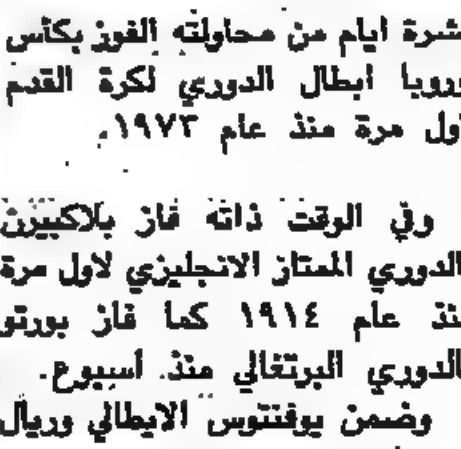 عشرة ايام من محاولته الفوز بكأس
اوروبا ابطال الدوري لكرة القدم
لاول مرة منذ عام ١٩٧٣.
وفي الوقت ذاته فاز بلاكبيرن
بالدوري الممتاز الانجليزي لاول مرة
منذ عام ١٩١٤ كما فاز بورتو
بالدوري البرتغالي منذ اسبوع.
وضمن يوفنتوس الايطالي وريال